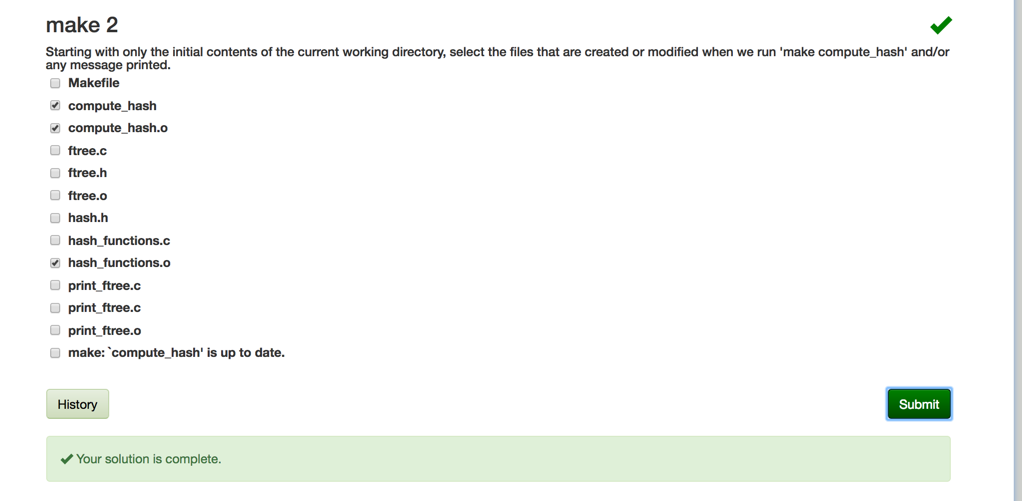 make 2
Starting with only the initial contents of the current working directory, select the files that are created or modified when we run 'make compute_hash' and/or
any message printed.
Makefile
compute_hash
compute_hash.o
ftree.c
ftree.h
ftree.o
hash.h
hash_functions.c
hash_functions.o
print_ftree.c
print_ftree.c
print_ftree.o
make: `compute_hash' is up to date.
History
Submit
Your solution is complete.